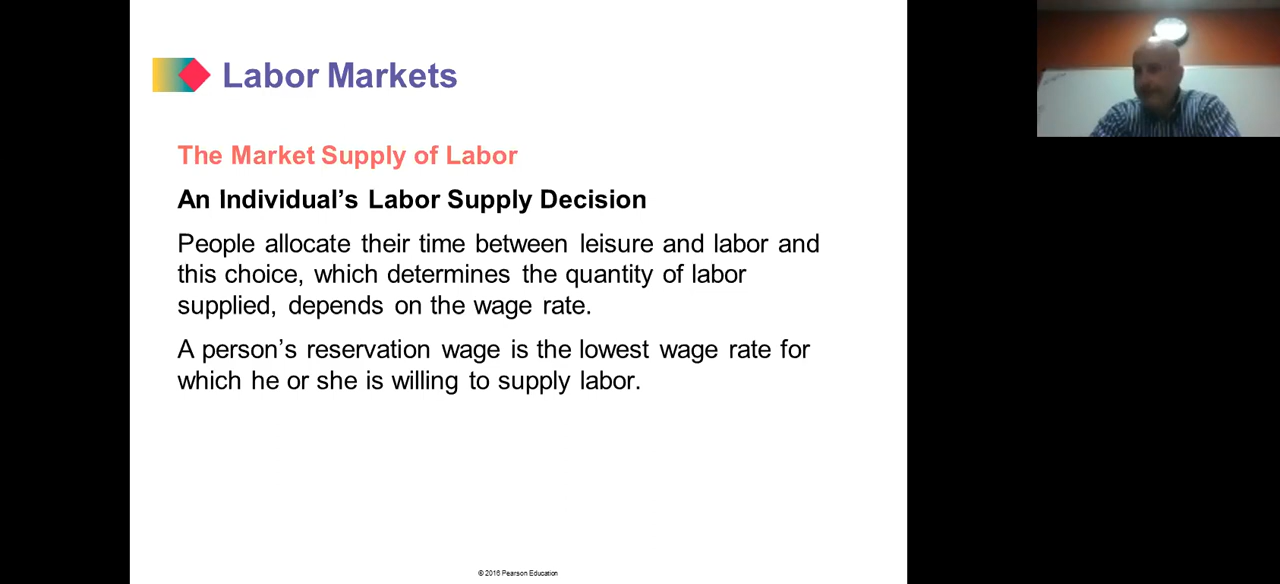 Labor Markets
The Market Supply of Labor
An Individual’s Labor Supply Decision
People allocate their time between leisure and labor and
this choice, which determines the quantity of labor
supplied, depends on the wage rate.
A person’s reservation wage is the lowest wage rate for
which he or she is willing to supply labor.
© 2016 Pearson Education